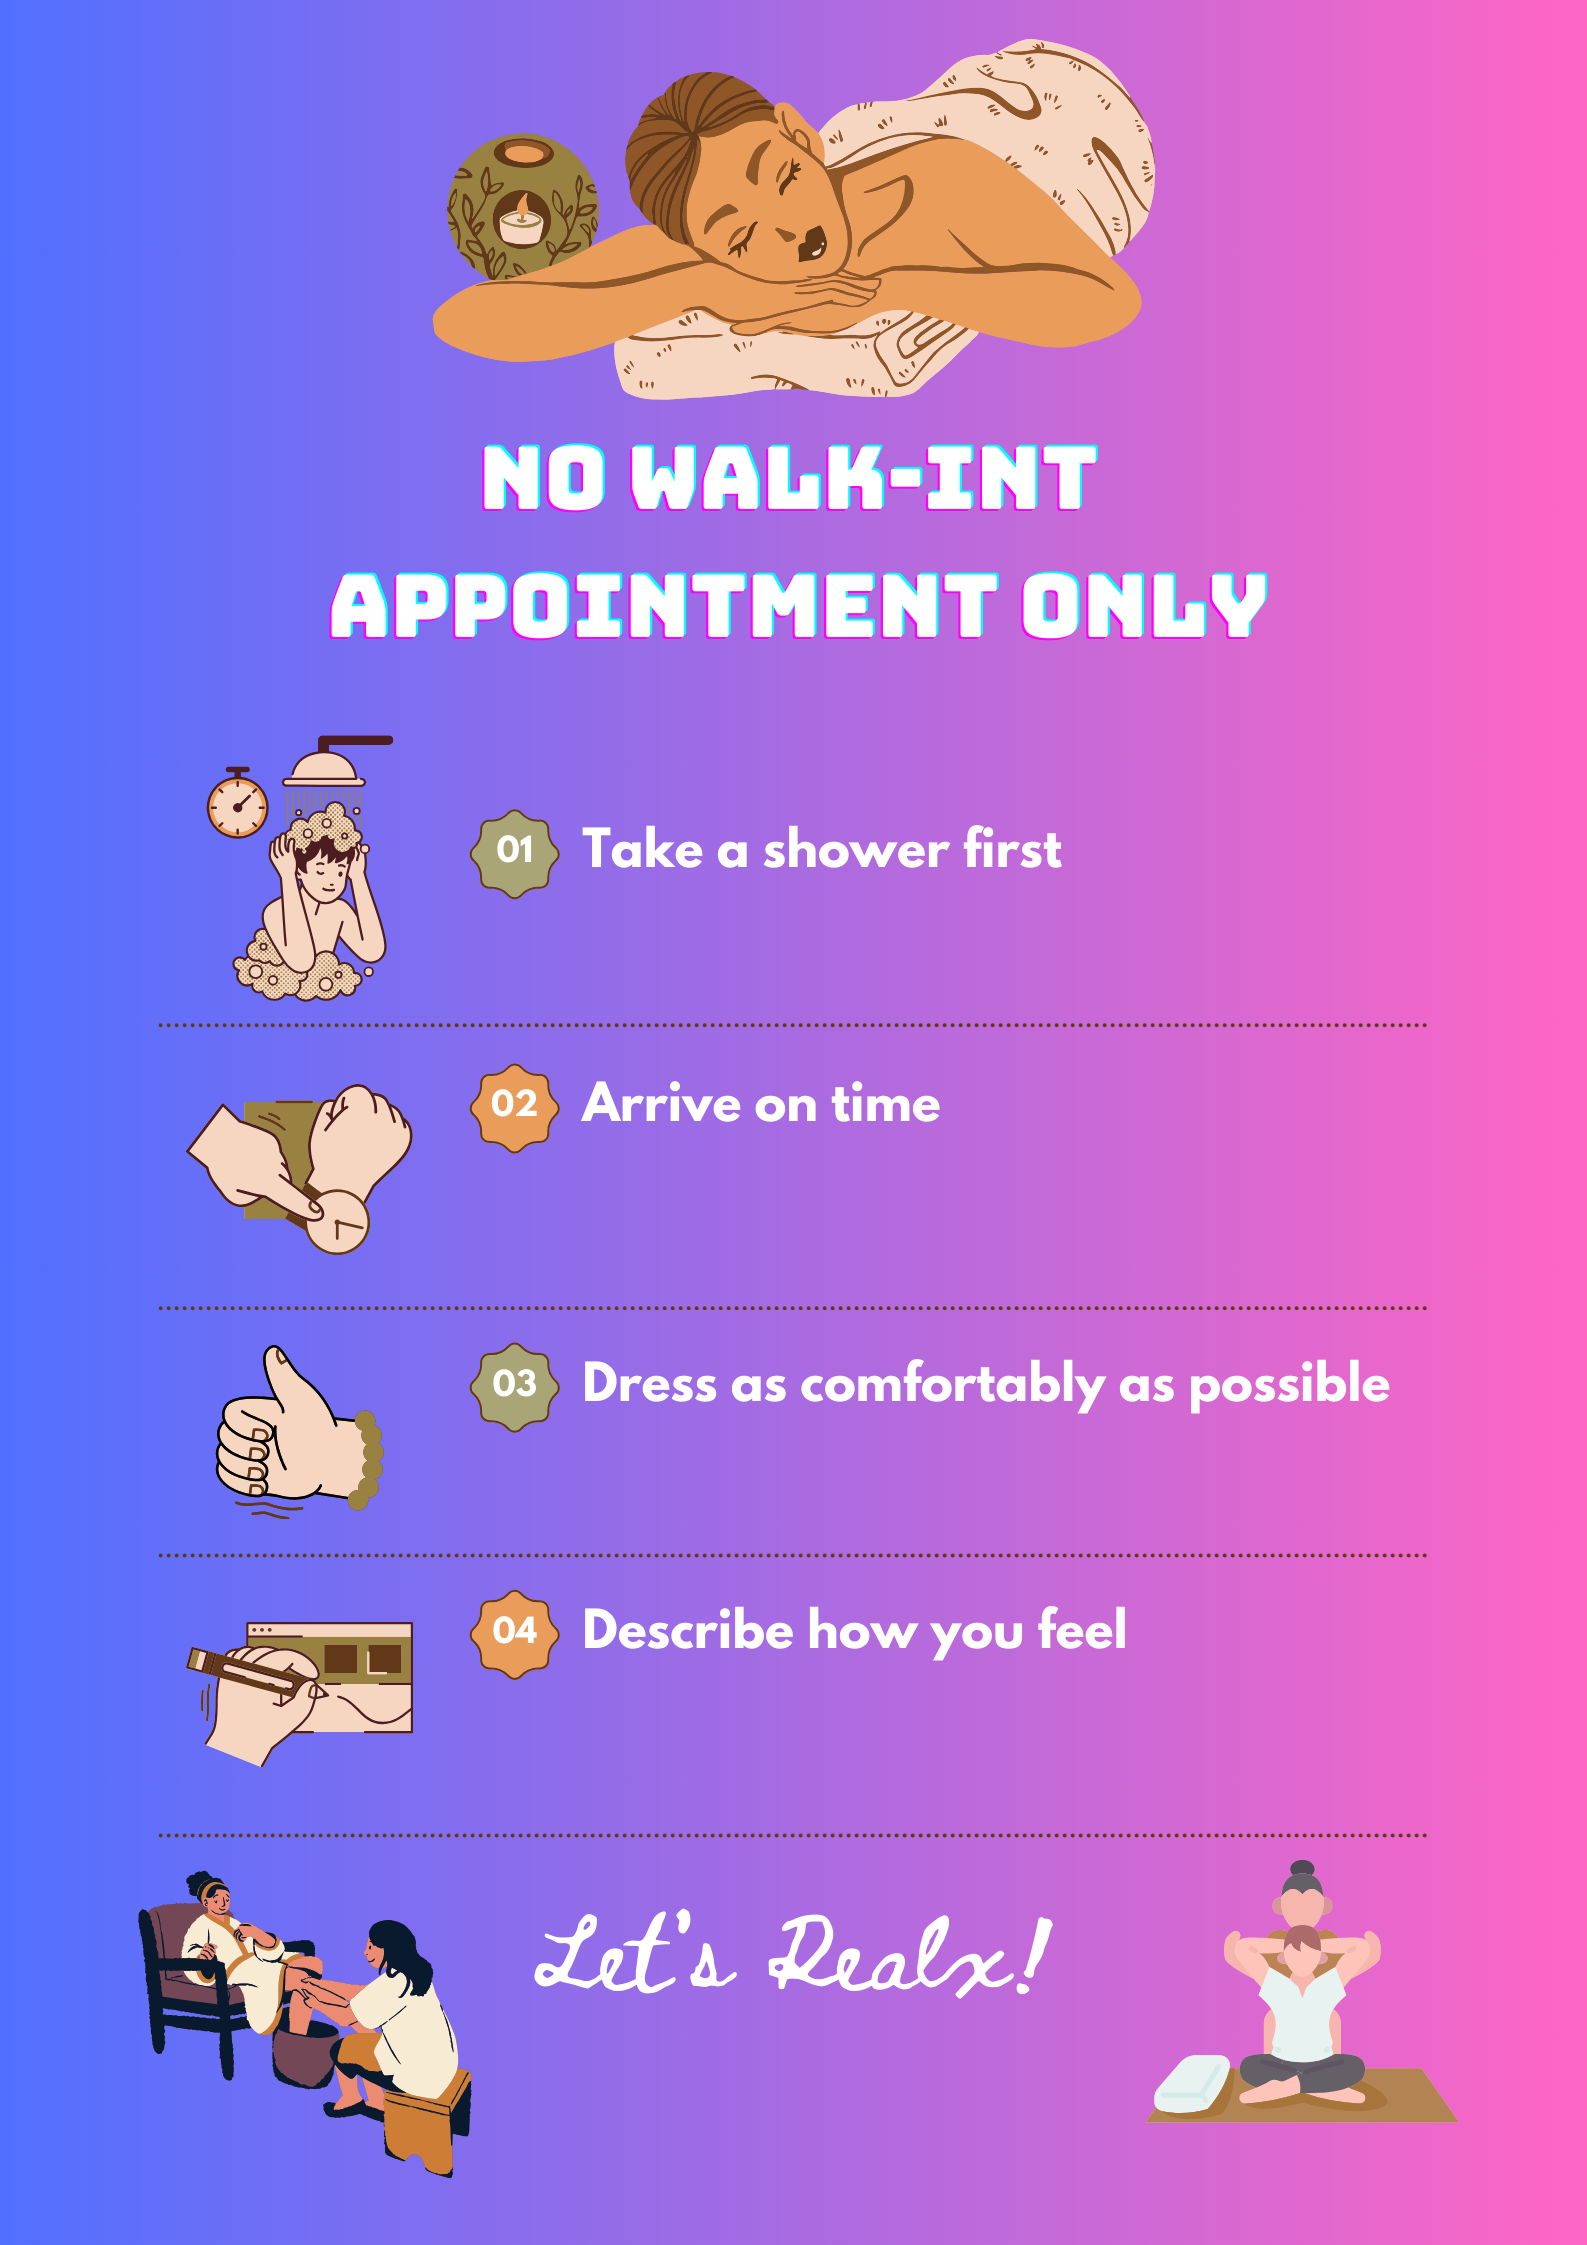 NO WALK-INT
APPOINTMENT ONLY
01 Take a shower first
02 Arrive on time
03 Dress as comfortably as possible
04 Describe how you feel
Let's Realx!